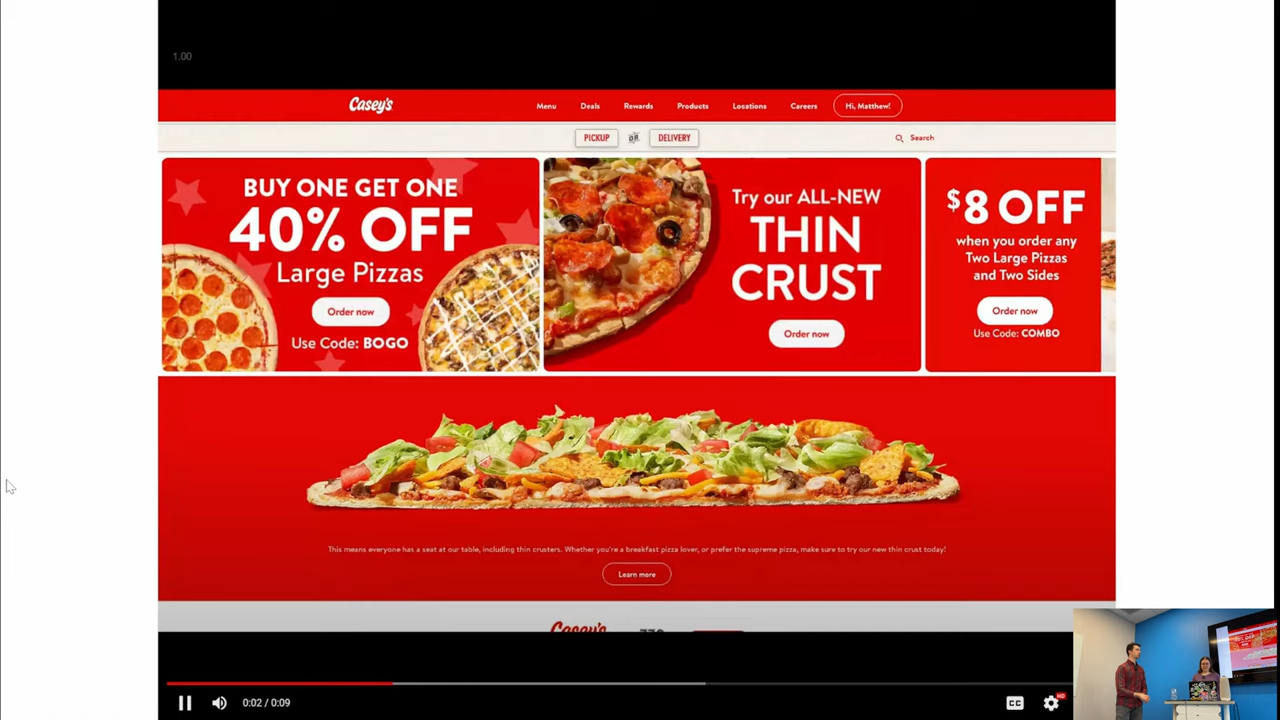 1.00
Casey's
Menu Deals Rewards Products Locations Careers Hi, Matthew!
PICKUP OR DELIVERY Search
BUY ONE GET ONE
40% OFF
Large Pizzas
Order now
Use Code: BOGO
Try our ALL-NEW
THIN
CRUST
Order now
$8 OFF
when you order any
Two Large Pizzas
and Two Sides
Order now
Use Code: COMBO
This means everyone has a seat at our table, including thin crusters. Whether you're a breakfast pizza lover, or prefer the supreme pizza, make sure to try our new thin crust today!
Learn more
Casey's
0:02 / 0:09
CC
HD